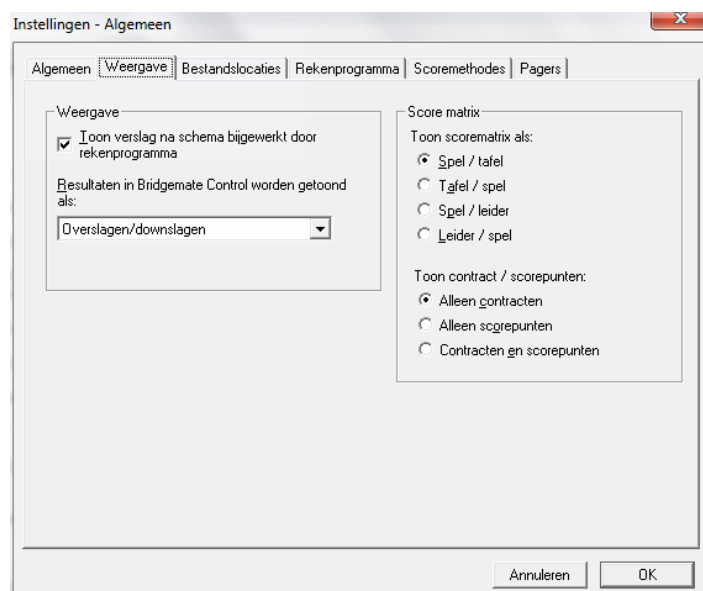 Instellingen - Algemeen
Algemeen Weergave Bestandslocaties Rekenprogramma Scoremethodes Pagers
Weergave
Toon verslag na schema bijgewerkt door
rekenprogramma
Resultaten in Bridgemate Control worden getoond
als:
Overslagen/downslagen
Score matrix
Toon scorematrix als:
Spel / tafel
Tafel / spel
Spel / leider
Leider / spel
Toon contract / scorepunten:
Alleen contracten
Alleen scorepunten
Contracten en scorepunten
Annuleren OK